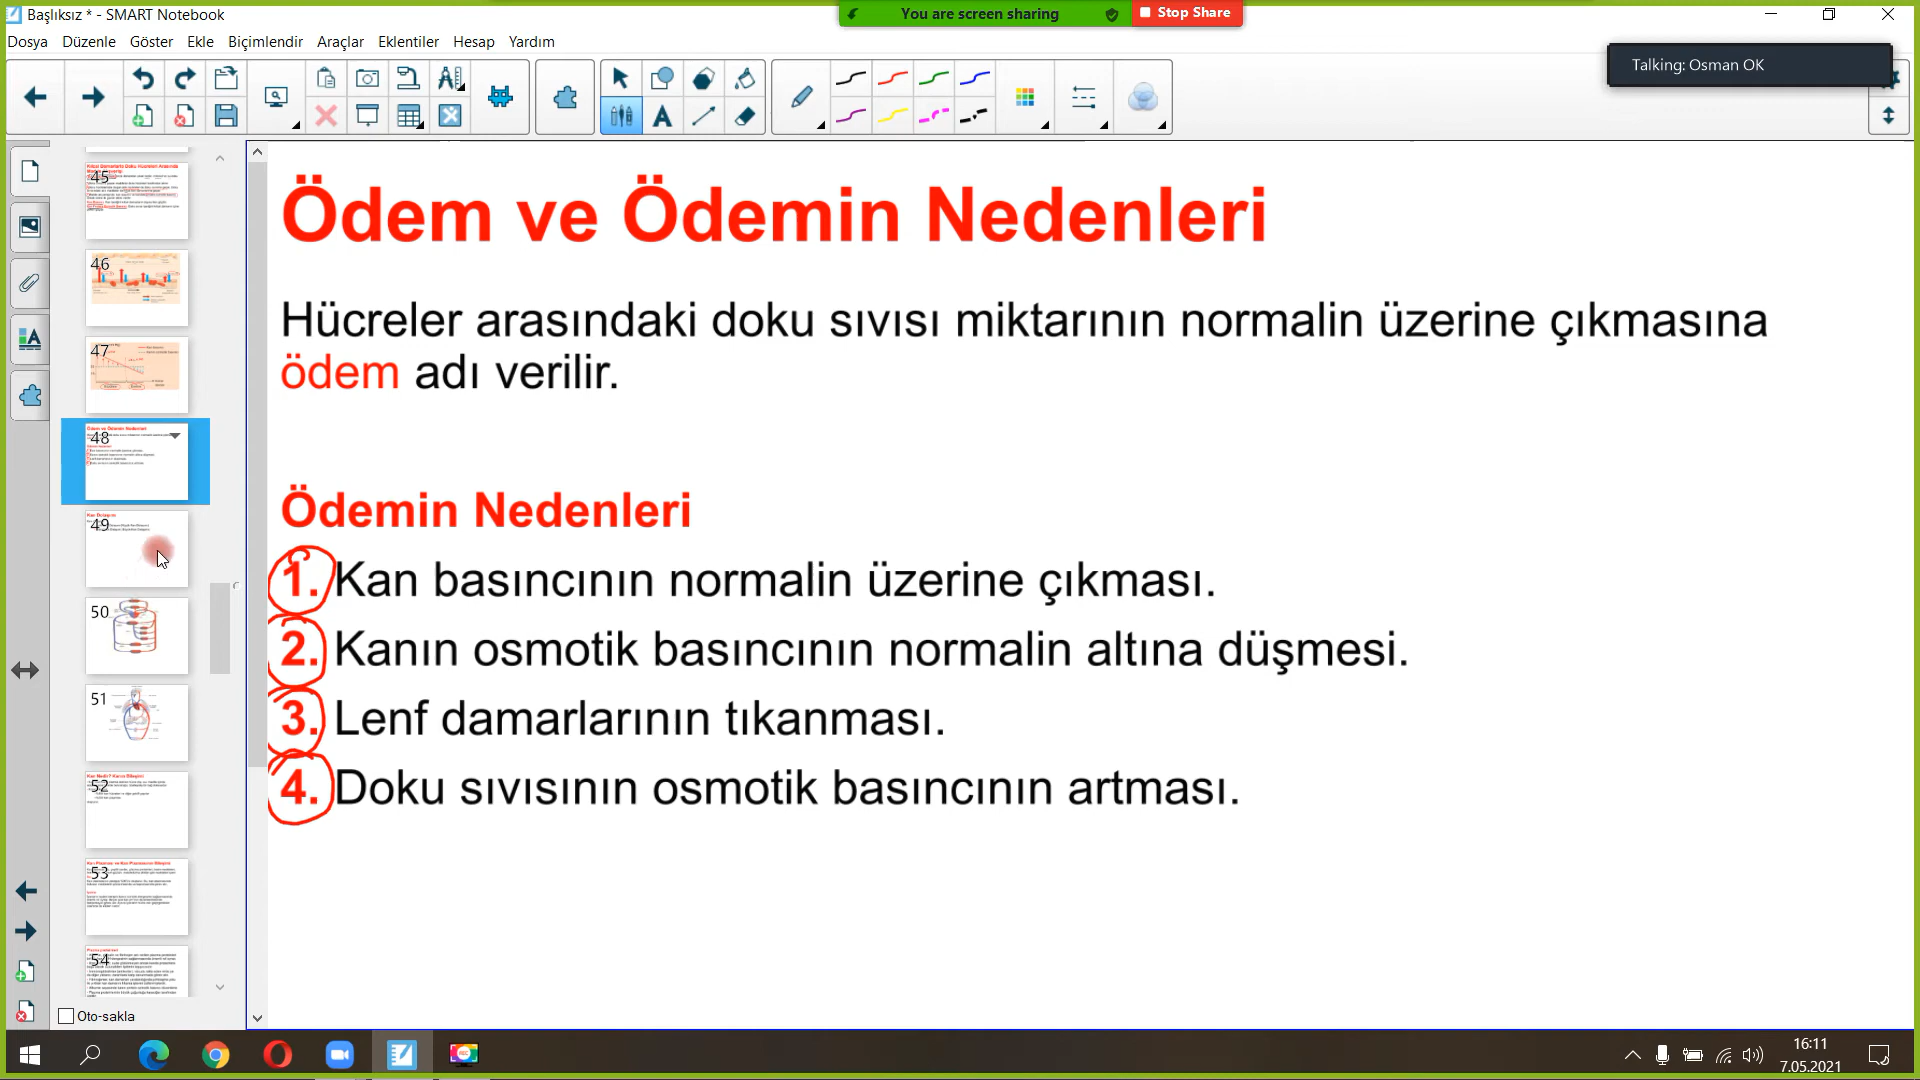 Başlıksız * - SMART Notebook
You are screen sharing
Stop Share
Dosya Düzenle Göster Ekle Biçimlendir Araçlar Eklentiler Hesap Yardım
Talking: Osman OK
45
46
47
48
49
50
51
52
53
54
Oto-sakla
Ödem ve Ödemin Nedenleri
Hücreler arasındaki doku sıvısı miktarının normalin üzerine çıkmasına
ödem adı verilir.
Ödemin Nedenleri
1. Kan basıncının normalin üzerine çıkması.
2. Kanın osmotik basıncının normalin altına düşmesi.
3. Lenf damarlarının tıkanması.
4. Doku sıvısının osmotik basıncının artması.
16:11
7.05.2021